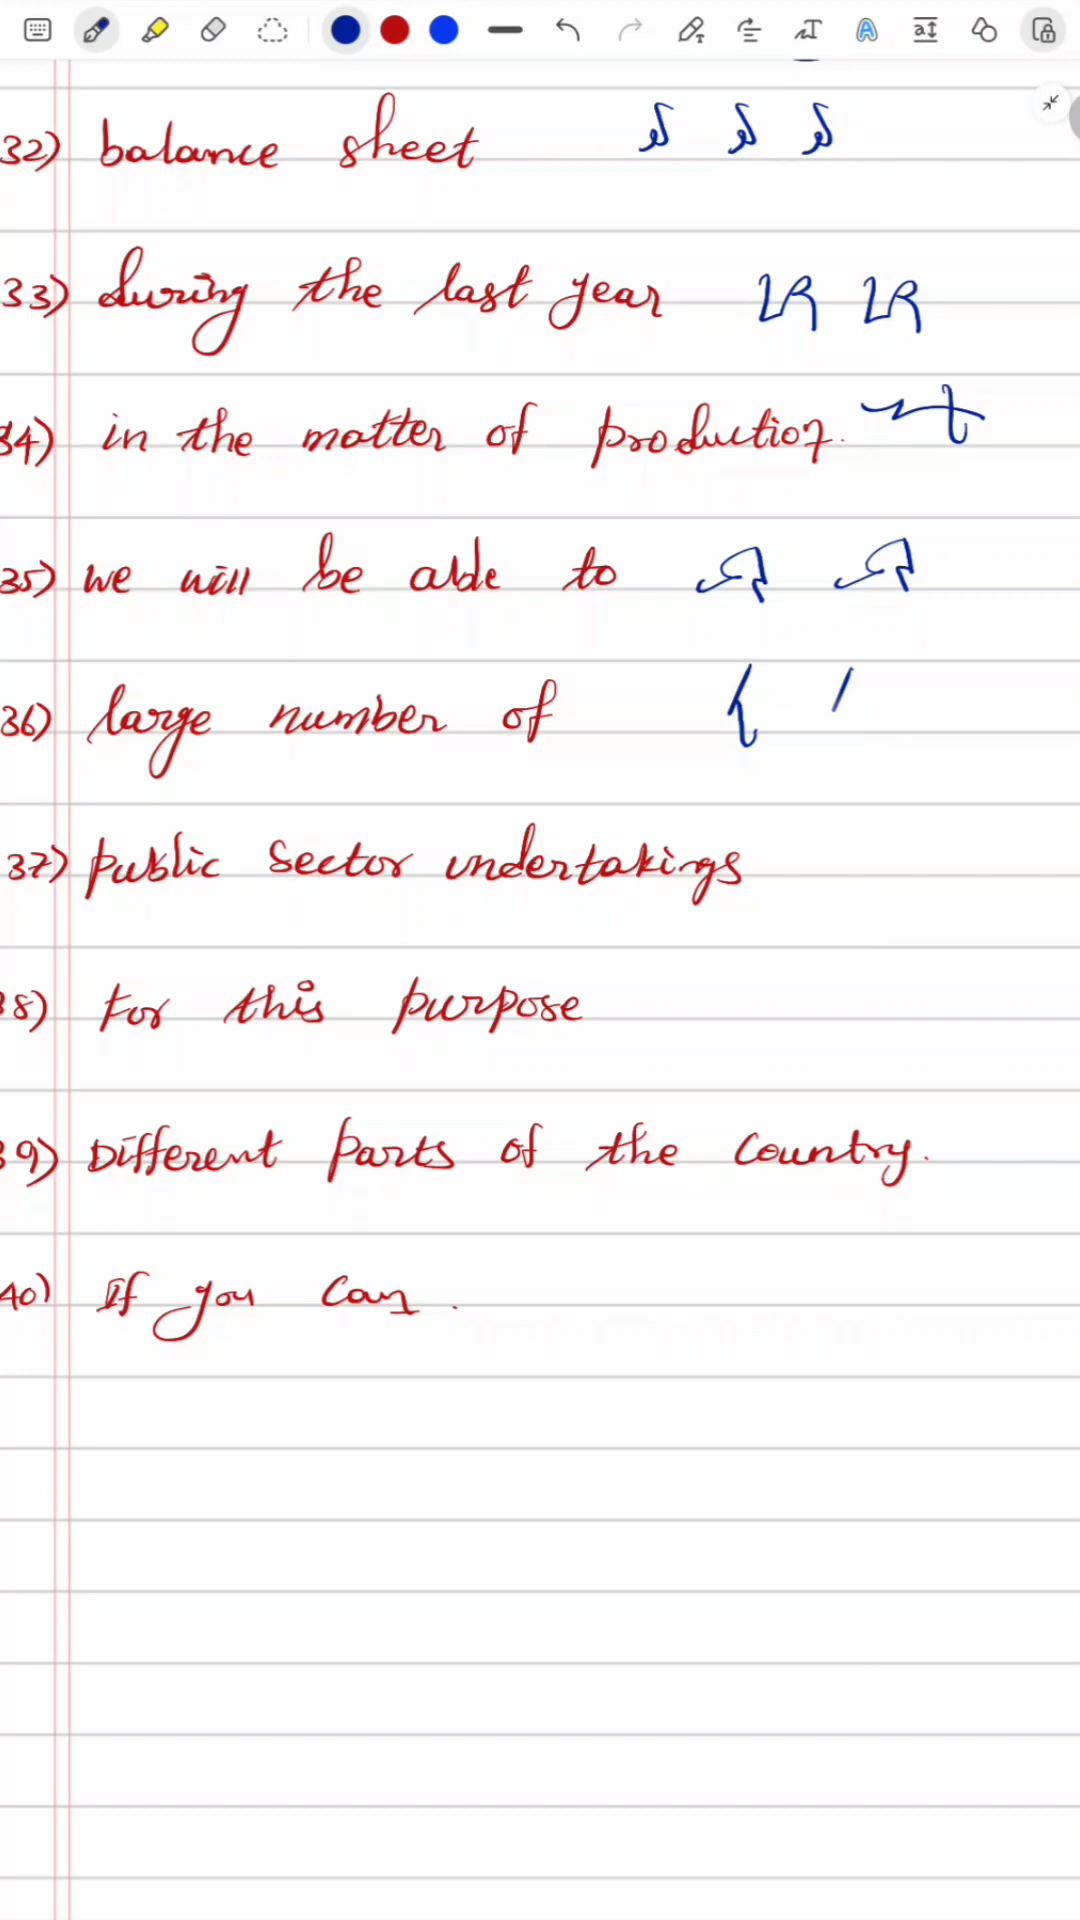 32) balance sheet
33) during the last year
34) in the matter of production.
35) we will be able to
36) large number of
37) public sector undertakings
38) for this purpose
39) Different parts of the country.
40) If you can.